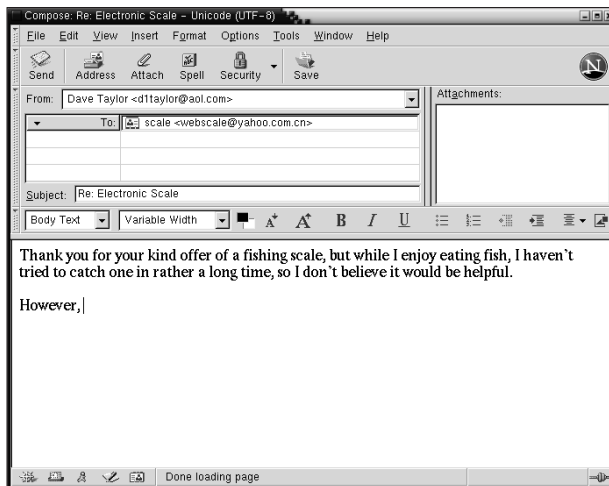 Compose: Re: Electronic Scale - Unicode (UTF-8)
File Edit View Insert Format Options Tools Window Help
Send Address Attach Spell Security Save
N
From: Dave Taylor <d1taylor@aol.com>
Attachments:
To: scale <webscale@yahoo.com.cn>
Subject: Re: Electronic Scale
Body Text Variable Width A A B I U
Thank you for your kind offer of a fishing scale, but while I enjoy eating fish, I haven't
tried to catch one in rather a long time, so I don't believe it would be helpful.
However,
Done loading page